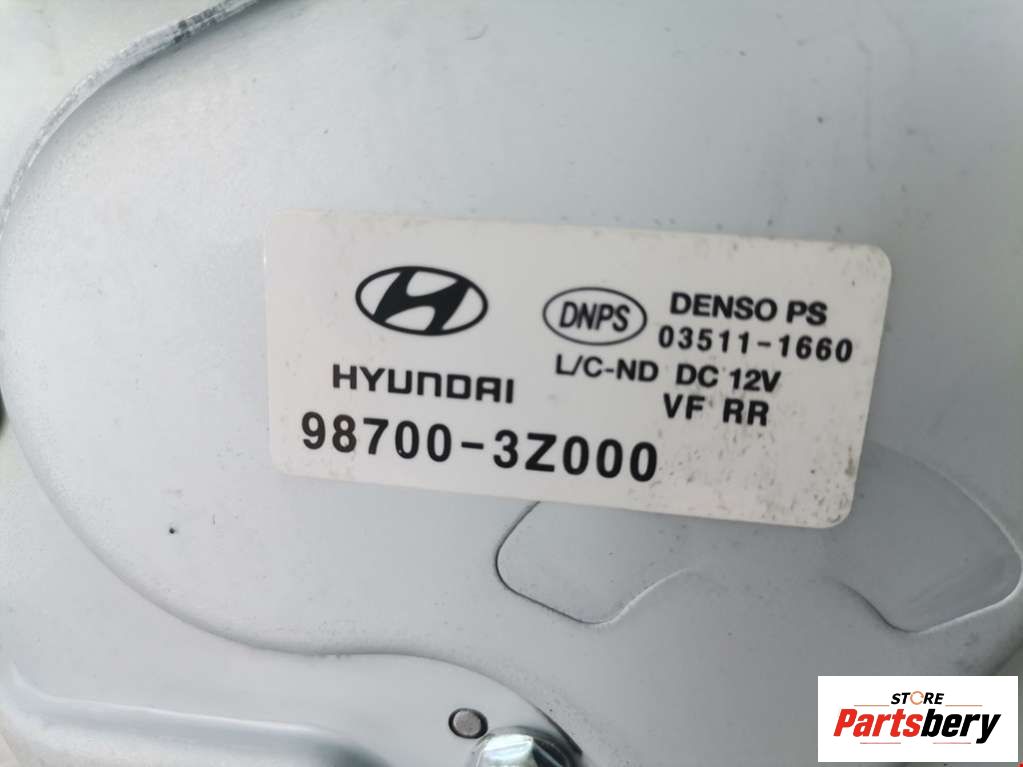 HYUNDAI
98700-3Z000
DNPS
DENSO PS
03511-1660
L/C-ND DC 12V
VF RR
STORE
Partsbery